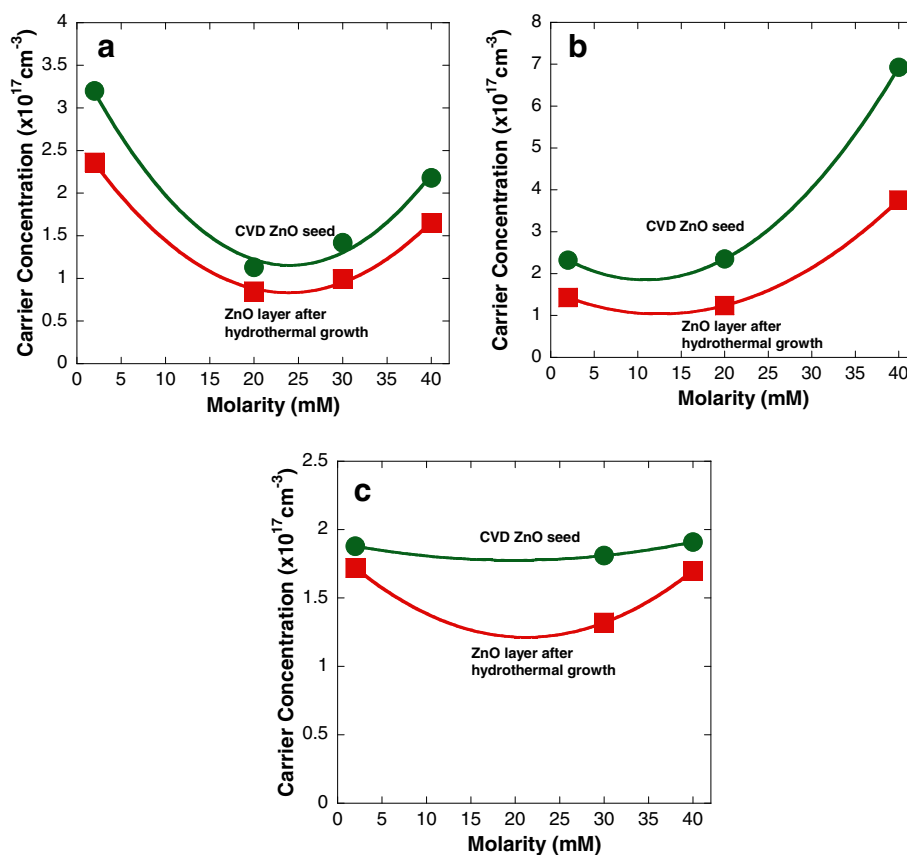 a
Carrier Concentration (x10¹⁷cm⁻³)
4
3.5
3
2.5
2
1.5
1
0.5
0
CVD ZnO seed
ZnO layer after
hydrothermal growth
0 5 10 15 20 25 30 35 40
Molarity (mM)
b
Carrier Concentration (x10¹⁷cm⁻³)
8
7
6
5
4
3
2
1
0
CVD ZnO seed
ZnO layer after
hydrothermal growth
0 5 10 15 20 25 30 35 40
Molarity (mM)
c
Carrier Concentration (x10¹⁷cm⁻³)
2.5
2
1.5
1
0.5
0
CVD ZnO seed
ZnO layer after
hydrothermal growth
0 5 10 15 20 25 30 35 40
Molarity (mM)